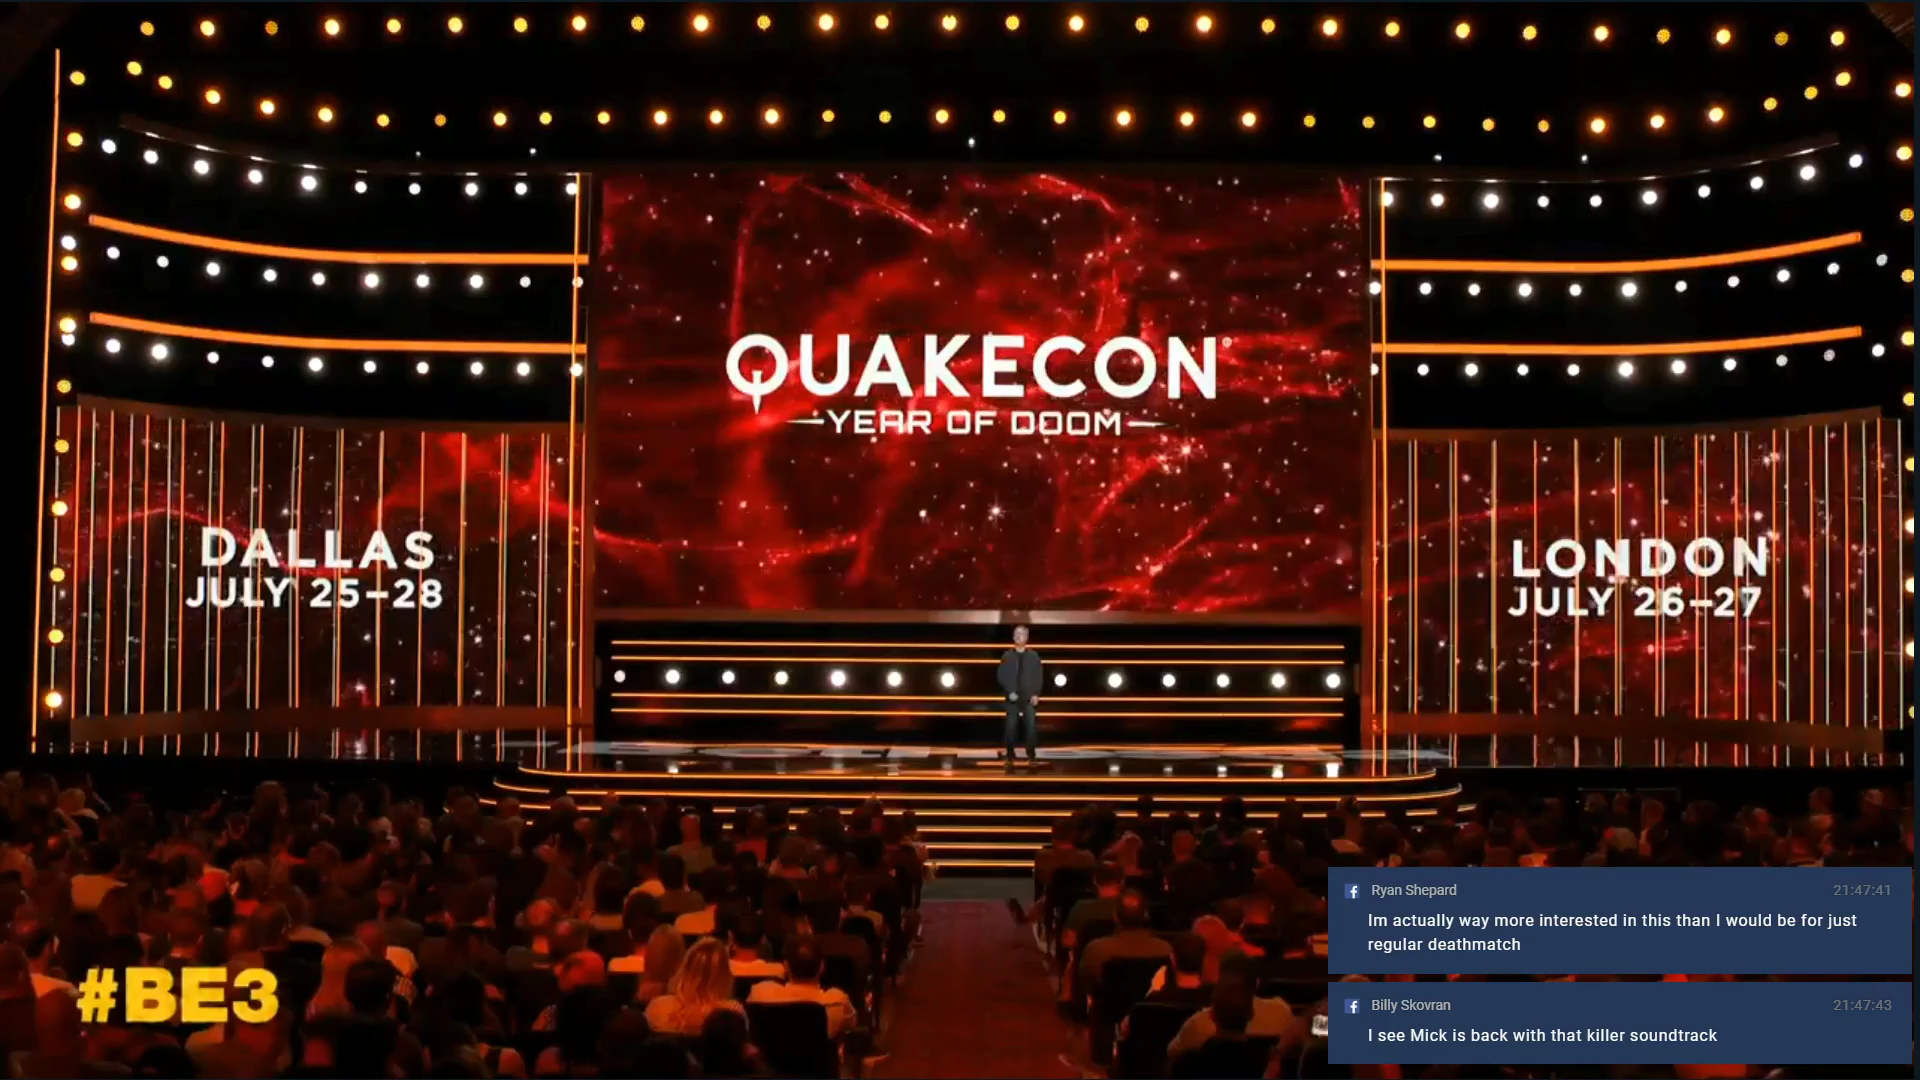 QUAKECON
YEAR OF DOOM
DALLAS
JULY 25-28
LONDON
JULY 26-27
#BE3
Ryan Shepard 21:47:41
Im actually way more interested in this than I would be for just
regular deathmatch
Billy Skovran 21:47:43
I see Mick is back with that killer soundtrack